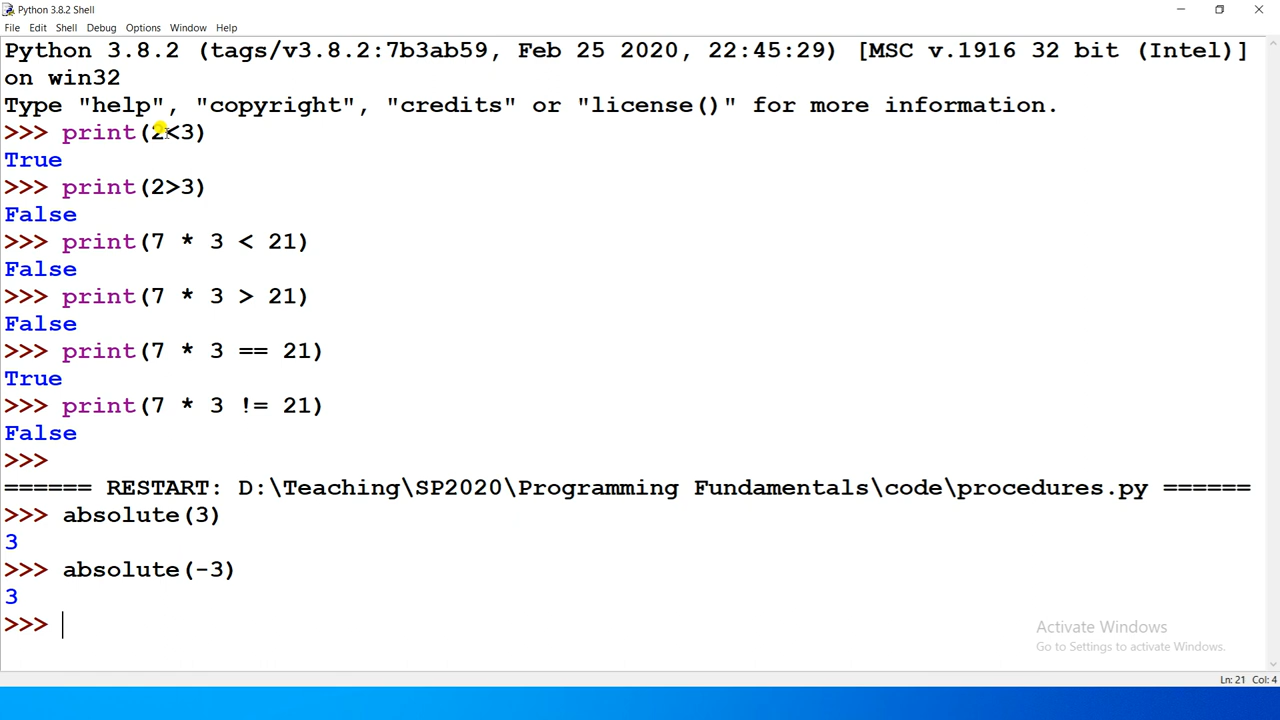 Python 3.8.2 Shell
File Edit Shell Debug Options Window Help
Python 3.8.2 (tags/v3.8.2:7b3ab59, Feb 25 2020, 22:45:29) [MSC v.1916 32 bit (Intel)]
on win32
Type "help", "copyright", "credits" or "license()" for more information.
>>> print(2<3)
True
>>> print(2>3)
False
>>> print(7 * 3 < 21)
False
>>> print(7 * 3 > 21)
False
>>> print(7 * 3 == 21)
True
>>> print(7 * 3 != 21)
False
>>>
====== RESTART: D:\Teaching\SP2020\Programming Fundamentals\code\procedures.py ======
>>> absolute(3)
3
>>> absolute(-3)
3
>>>
Activate Windows
Go to Settings to activate Windows.
Ln: 21 Col: 4